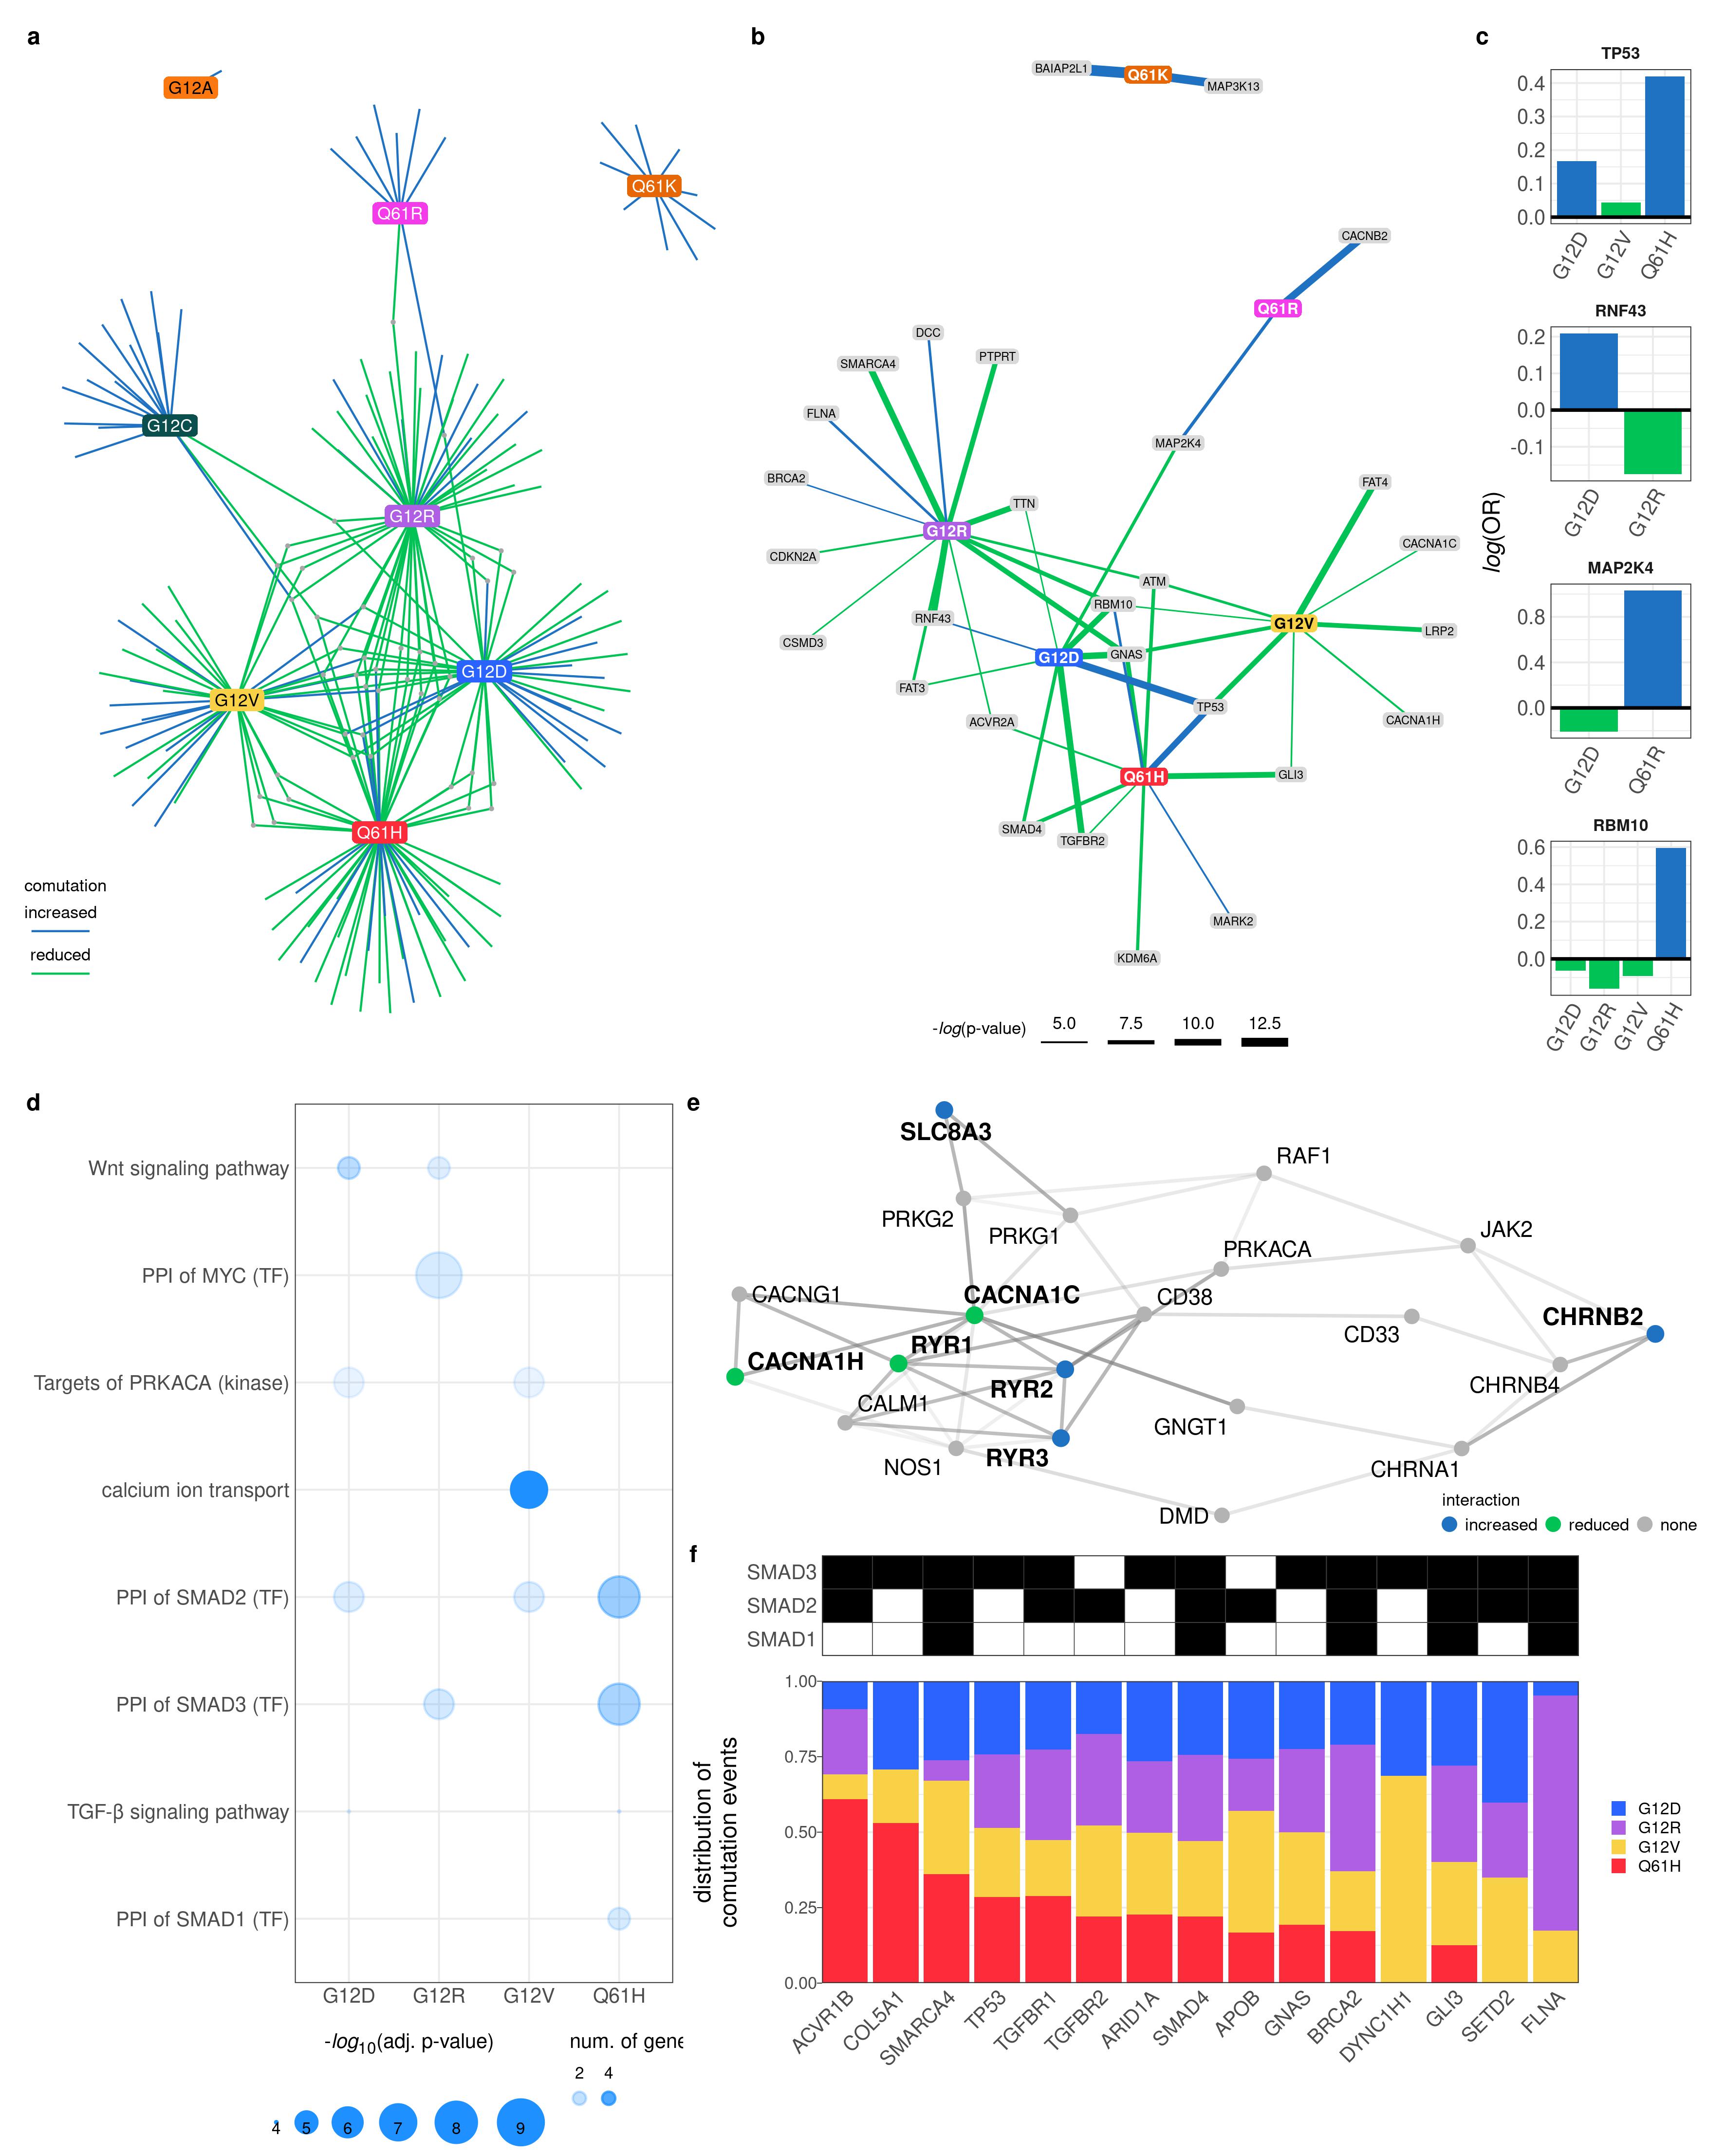 a
G12A
Q61R
Q61K
G12C
G12R
G12D
G12V
Q61H
comutation
increased
reduced
b
BAIAP2L1
Q61K
MAP3K13
CACNB2
Q61R
DCC
PTPRT
SMARCA4
FLNA
MAP2K4
BRCA2
FAT4
TTN
G12R
CACNA1C
CDKN2A
ATM
RBM10
RNF43
G12V
LRP2
CSMD3
G12D
GNAS
FAT3
TP53
ACVR2A
CACNA1H
Q61H
GLI3
SMAD4
TGFBR2
MARK2
KDM6A
-log(p-value)
5.0 7.5 10.0 12.5
c
log(OR)
TP53
0.4
0.3
0.2
0.1
0.0
G12D G12V Q61H
RNF43
0.2
0.1
0.0
-0.1
G12D G12R
MAP2K4
0.8
0.4
0.0
G12D Q61R
RBM10
0.6
0.4
0.2
0.0
G12D G12R G12V Q61H
d
Wnt signaling pathway
PPI of MYC (TF)
Targets of PRKACA (kinase)
calcium ion transport
PPI of SMAD2 (TF)
PPI of SMAD3 (TF)
TGF-β signaling pathway
PPI of SMAD1 (TF)
G12D G12R G12V Q61H
-log10(adj. p-value)
4 5 6 7 8 9
num. of gene
2 4
e
SLC8A3
RAF1
PRKG2
PRKG1
JAK2
PRKACA
CACNG1
CACNA1C
CD38
CHRNB2
CD33
RYR1
CACNA1H
RYR2
CHRNB4
CALM1
GNGT1
RYR3
NOS1
CHRNA1
DMD
interaction
increased reduced none
f
SMAD3
SMAD2
SMAD1
distribution of
comutation events
1.00
0.75
0.50
0.25
0.00
ACVR1B COL5A1 SMARCA4 TP53 TGFBR1 TGFBR2 ARID1A SMAD4 APOB GNAS BRCA2 DYNC1H1 GLI3 SETD2 FLNA
G12D
G12R
G12V
Q61H